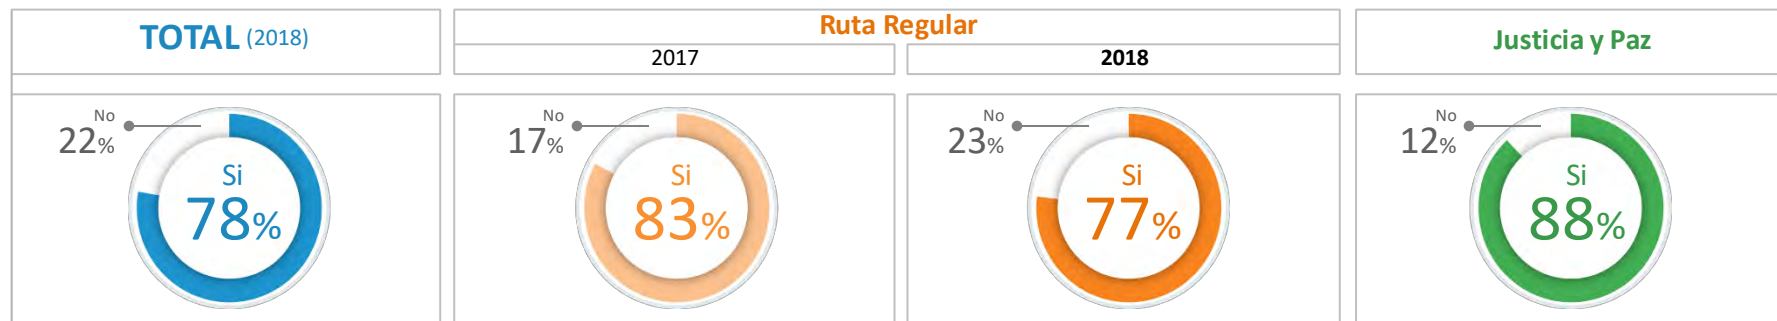 TOTAL (2018)
Ruta Regular
2017
2018
Justicia y Paz
No
22%
Si
78%
No
17%
Si
83%
No
23%
Si
77%
No
12%
Si
88%